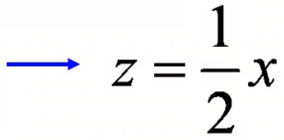 → z = 1/2 x